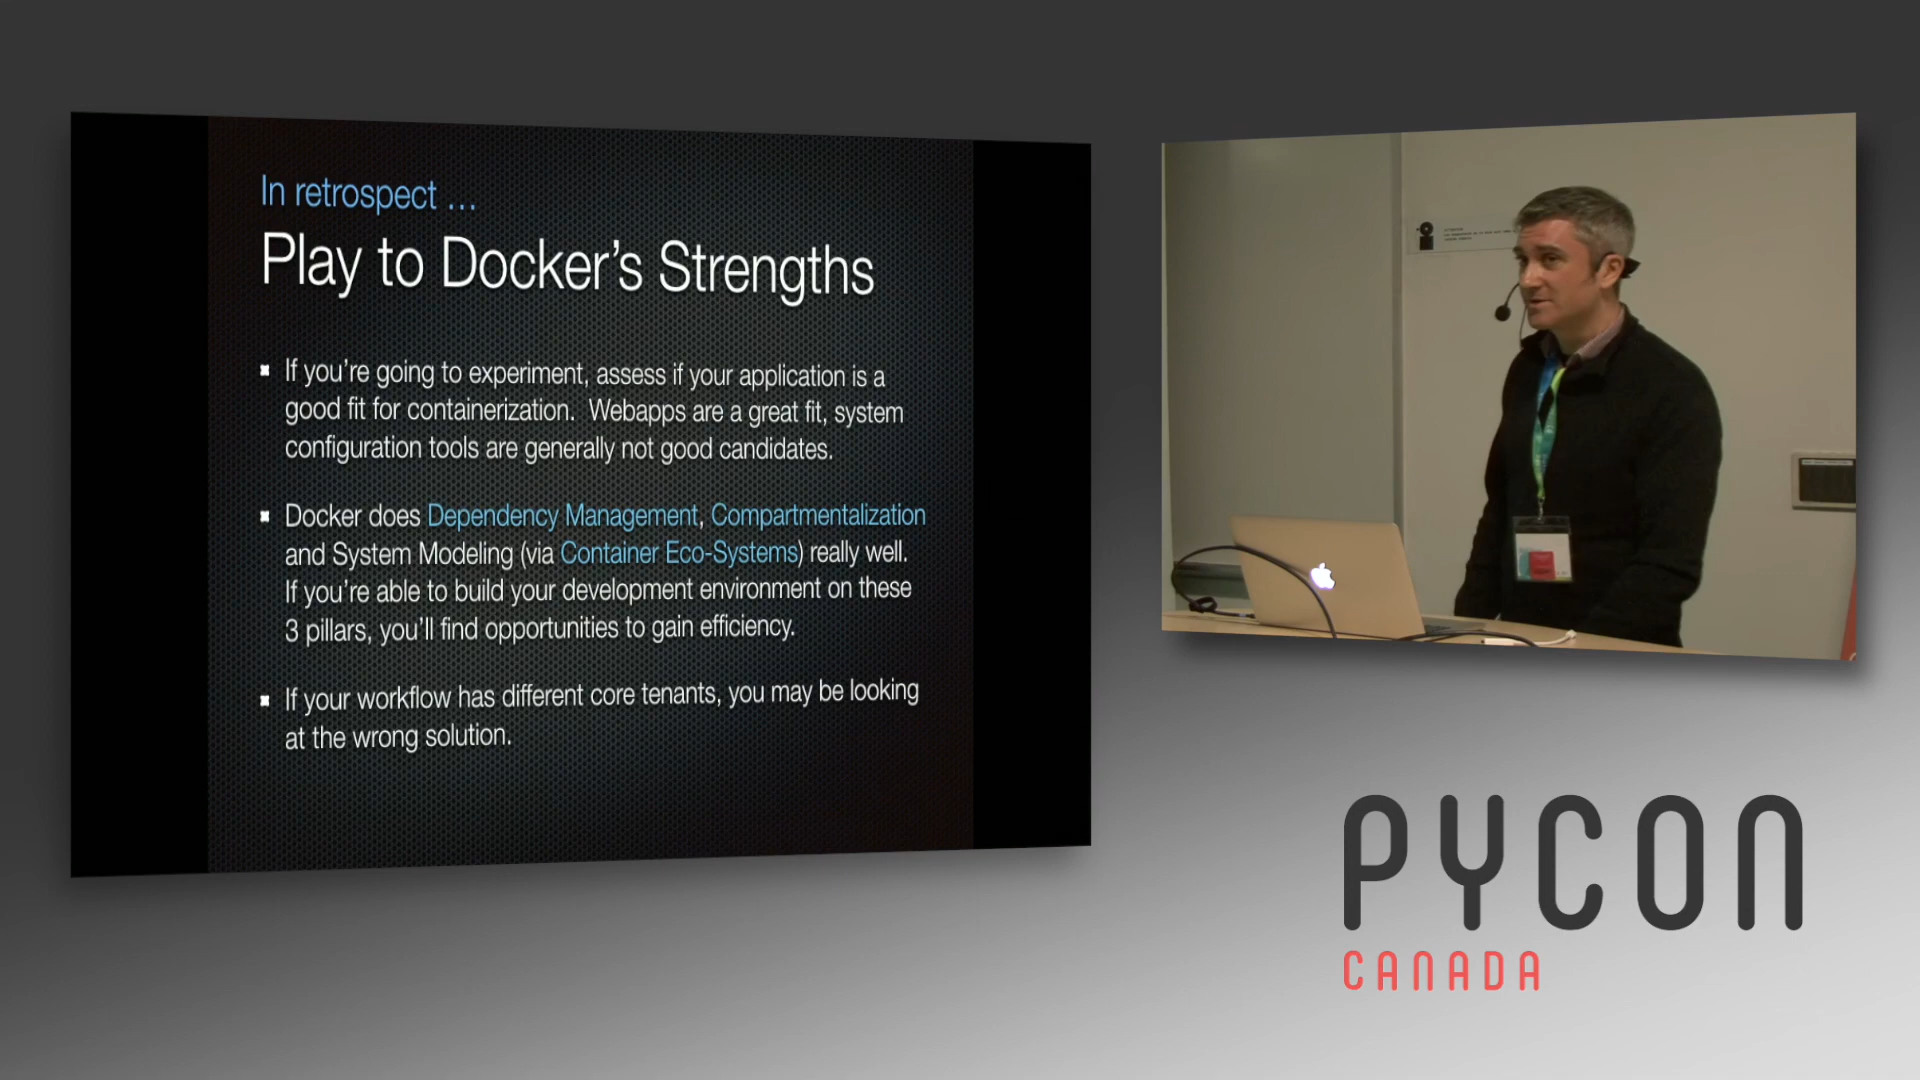 In retrospect ...
Play to Docker's Strengths
If you're going to experiment, assess if your application is a
good fit for containerization. Webapps are a great fit, system
configuration tools are generally not good candidates.
Docker does Dependency Management, Compartmentalization
and System Modeling (via Container Eco-Systems) really well.
If you're able to build your development environment on these
3 pillars, you'll find opportunities to gain efficiency.
If your workflow has different core tenants, you may be looking
at the wrong solution.
PYCON
CANADA